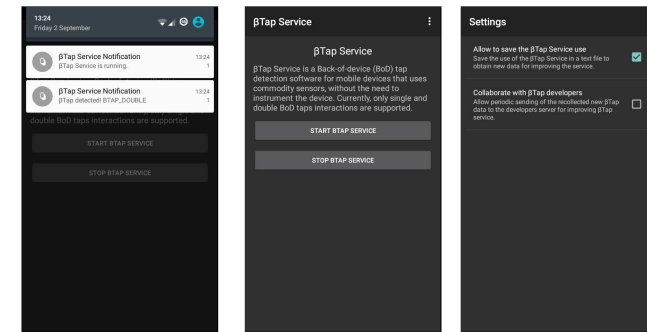 13:24
Friday 2 September
βTap Service Notification 13:24
βTap Service is running. 1
βTap Service Notification 13:24
βTap detected! BTAP_DOUBLE 1
double BoD taps interactions are supported.
START BTAP SERVICE
STOP BTAP SERVICE
βTap Service
βTap Service
βTap Service is a Back-of-device (BoD) tap
detection software for mobile devices that uses
commodity sensors, without the need to
instrument the device. Currently, only single and
double BoD taps interactions are supported.
START BTAP SERVICE
STOP BTAP SERVICE
Settings
Allow to save the βTap Service use
Save the use of the βTap Service in a text file to
obtain new data for improving the service.
Collaborate with βTap developers
Allow periodic sending of the recollected new βTap
data to the developers server for improving βTap
service.